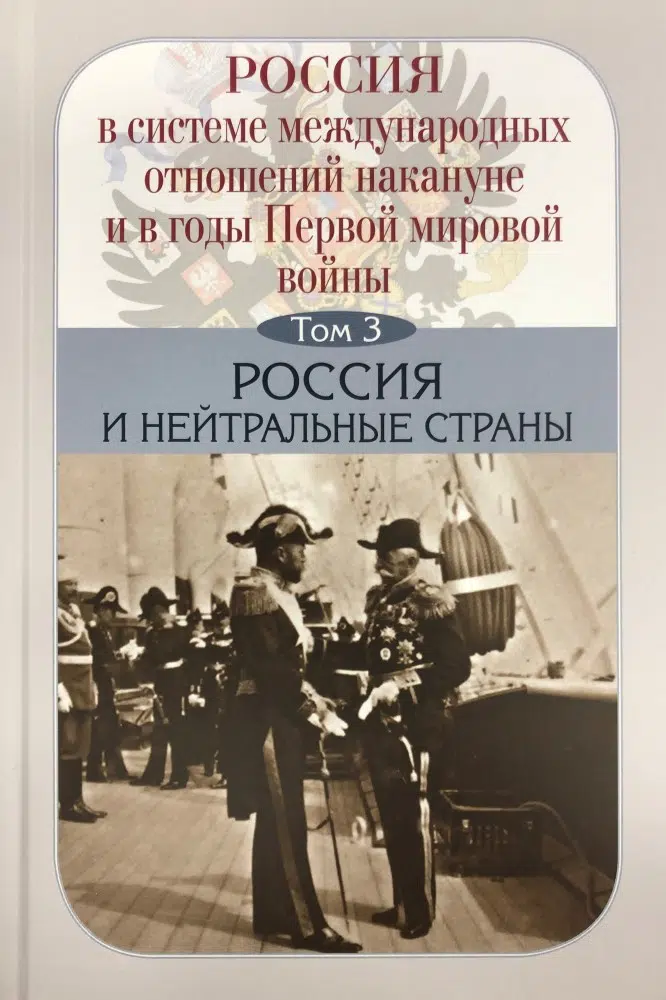 РОССИЯ
в системе международных
отношений накануне
и в годы Первой мировой
войны
Том 3
РОССИЯ
И НЕЙТРАЛЬНЫЕ СТРАНЫ